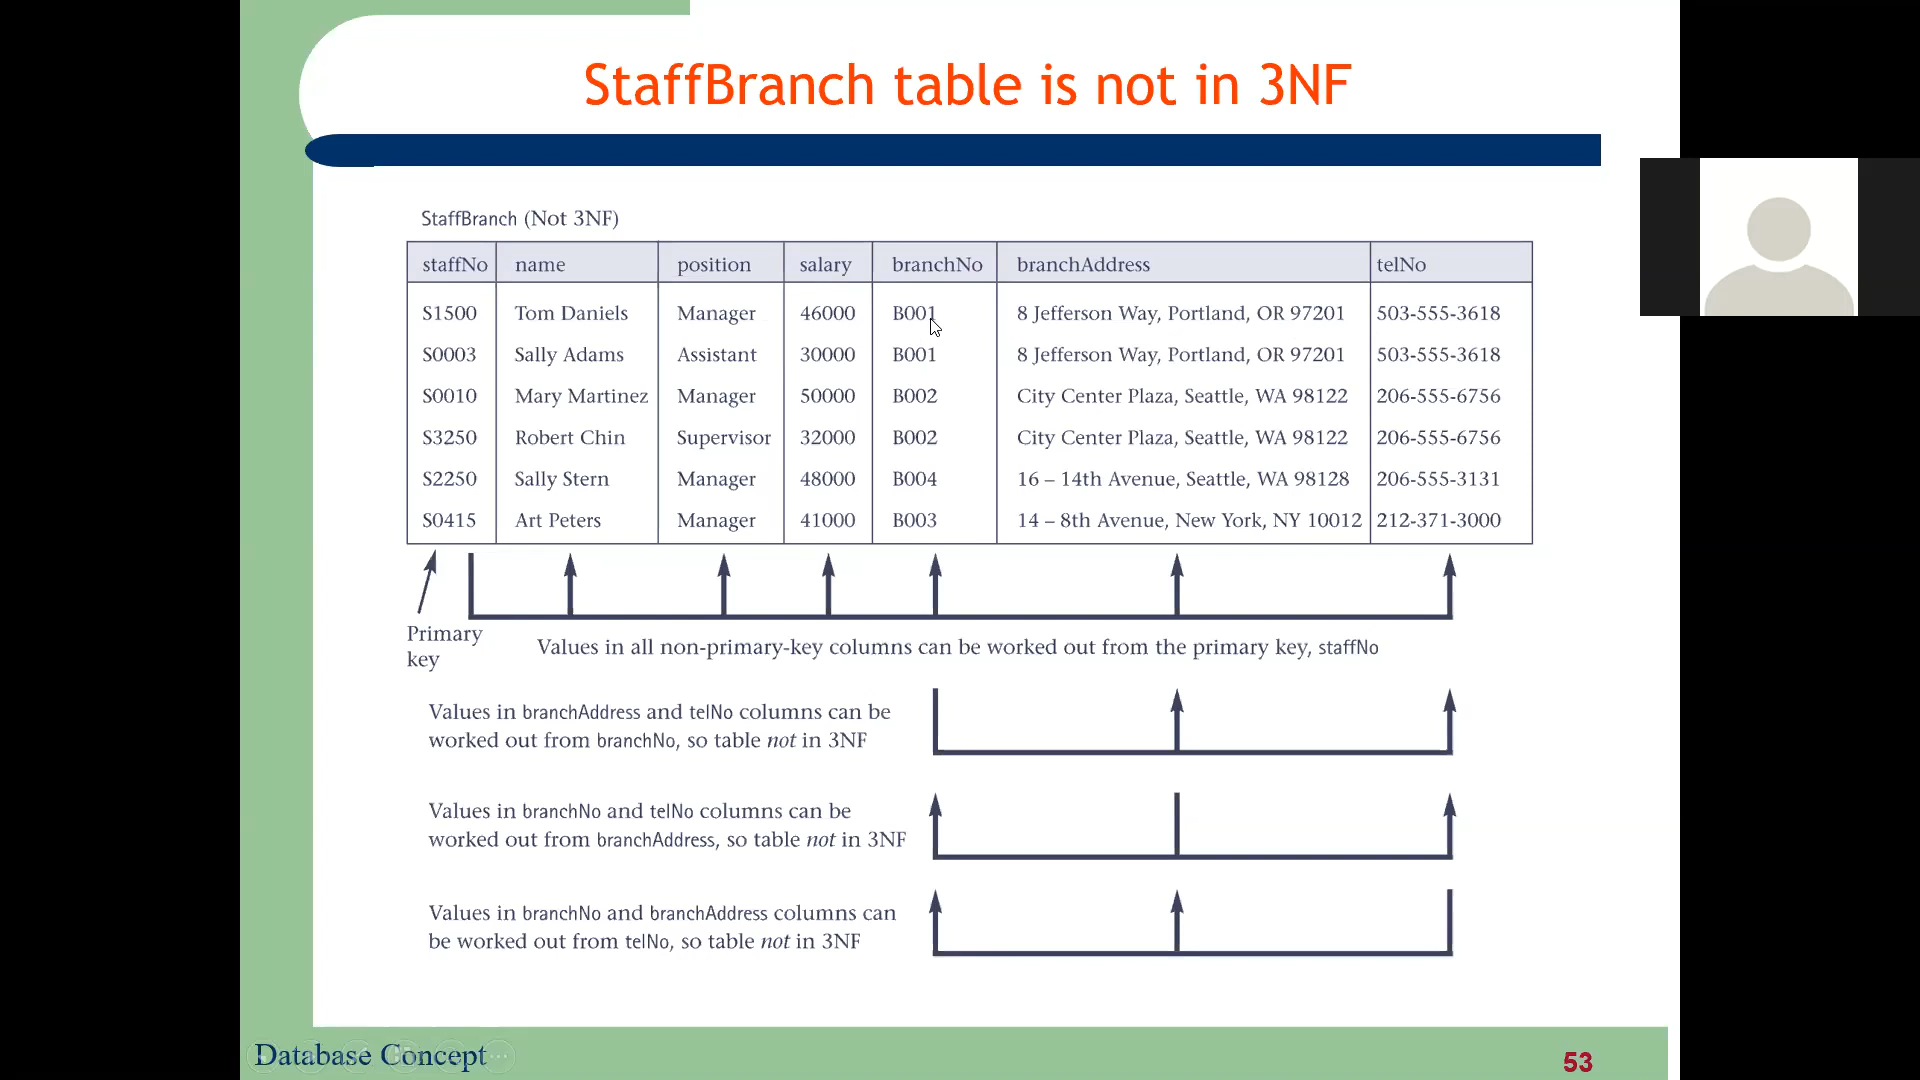 StaffBranch table is not in 3NF
StaffBranch (Not 3NF)
staffNo name position salary branchNo branchAddress telNo
S1500 Tom Daniels Manager 46000 B001 8 Jefferson Way, Portland, OR 97201 503-555-3618
S0003 Sally Adams Assistant 30000 B001 8 Jefferson Way, Portland, OR 97201 503-555-3618
S0010 Mary Martinez Manager 50000 B002 City Center Plaza, Seattle, WA 98122 206-555-6756
S3250 Robert Chin Supervisor 32000 B002 City Center Plaza, Seattle, WA 98122 206-555-6756
S2250 Sally Stern Manager 48000 B004 16 – 14th Avenue, Seattle, WA 98128 206-555-3131
S0415 Art Peters Manager 41000 B003 14 – 8th Avenue, New York, NY 10012 212-371-3000
Primary
key
Values in all non-primary-key columns can be worked out from the primary key, staffNo
Values in branchAddress and telNo columns can be
worked out from branchNo, so table not in 3NF
Values in branchNo and telNo columns can be
worked out from branchAddress, so table not in 3NF
Values in branchNo and branchAddress columns can
be worked out from telNo, so table not in 3NF
Database Concept
53